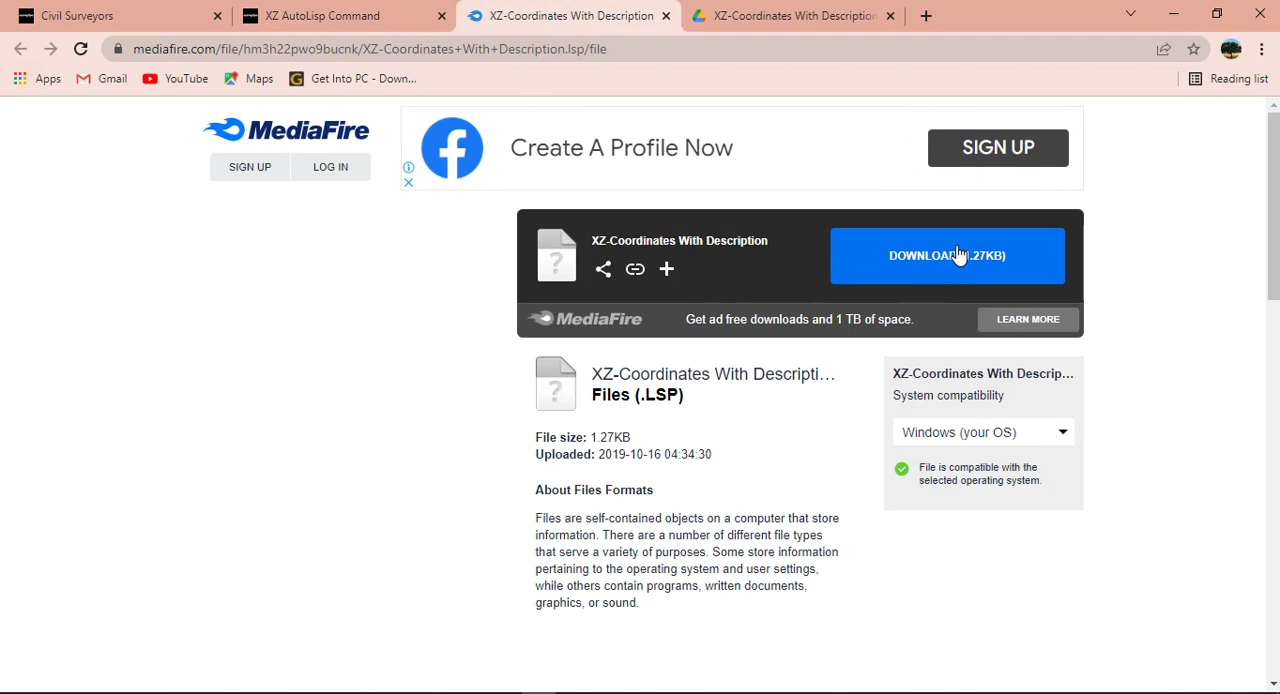 Civil Surveyors
XZ AutoLisp Command
XZ-Coordinates With Description
XZ-Coordinates With Description
mediafire.com/file/hm3h22pwo9bucnk/XZ-Coordinates+With+Description.lsp/file
Apps
Gmail
YouTube
Maps
Get Into PC - Down...
Reading list
MediaFire
SIGN UP
LOG IN
Create A Profile Now
SIGN UP
XZ-Coordinates With Description
DOWNLOAD .27KB)
MediaFire
Get ad free downloads and 1 TB of space.
LEARN MORE
XZ-Coordinates With Descripti...
Files (.LSP)
File size: 1.27KB
Uploaded: 2019-10-16 04:34:30
About Files Formats
Files are self-contained objects on a computer that store
information. There are a number of different file types
that serve a variety of purposes. Some store information
pertaining to the operating system and user settings,
while others contain programs, written documents,
graphics, or sound.
XZ-Coordinates With Descrip...
System compatibility
Windows (your OS)
File is compatible with the
selected operating system.